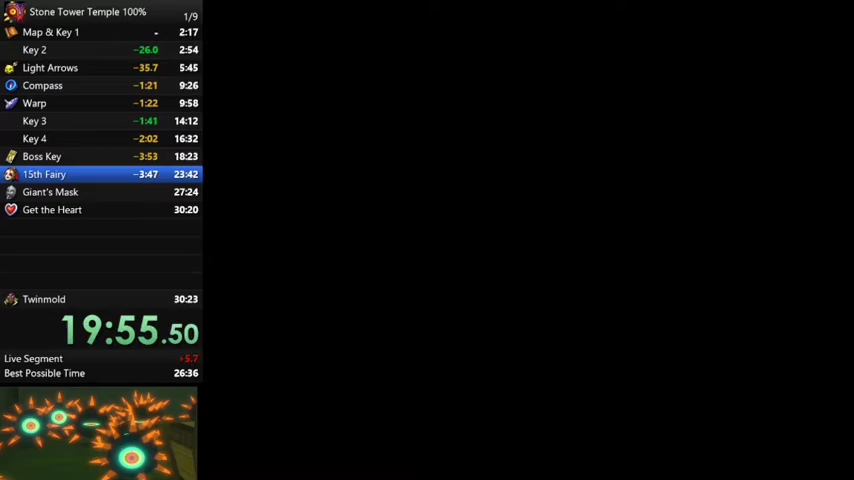 Stone Tower Temple 100%
1/9
Map & Key 1 - 2:17
Key 2 −26.0 2:54
Light Arrows −35.7 5:45
Compass −1:21 9:26
Warp −1:22 9:58
Key 3 −1:41 14:12
Key 4 −2:02 16:32
Boss Key −3:53 18:23
15th Fairy −3:47 23:42
Giant's Mask 27:24
Get the Heart 30:20
Twinmold 30:23
19:55.50
Live Segment +5.7
Best Possible Time 26:36